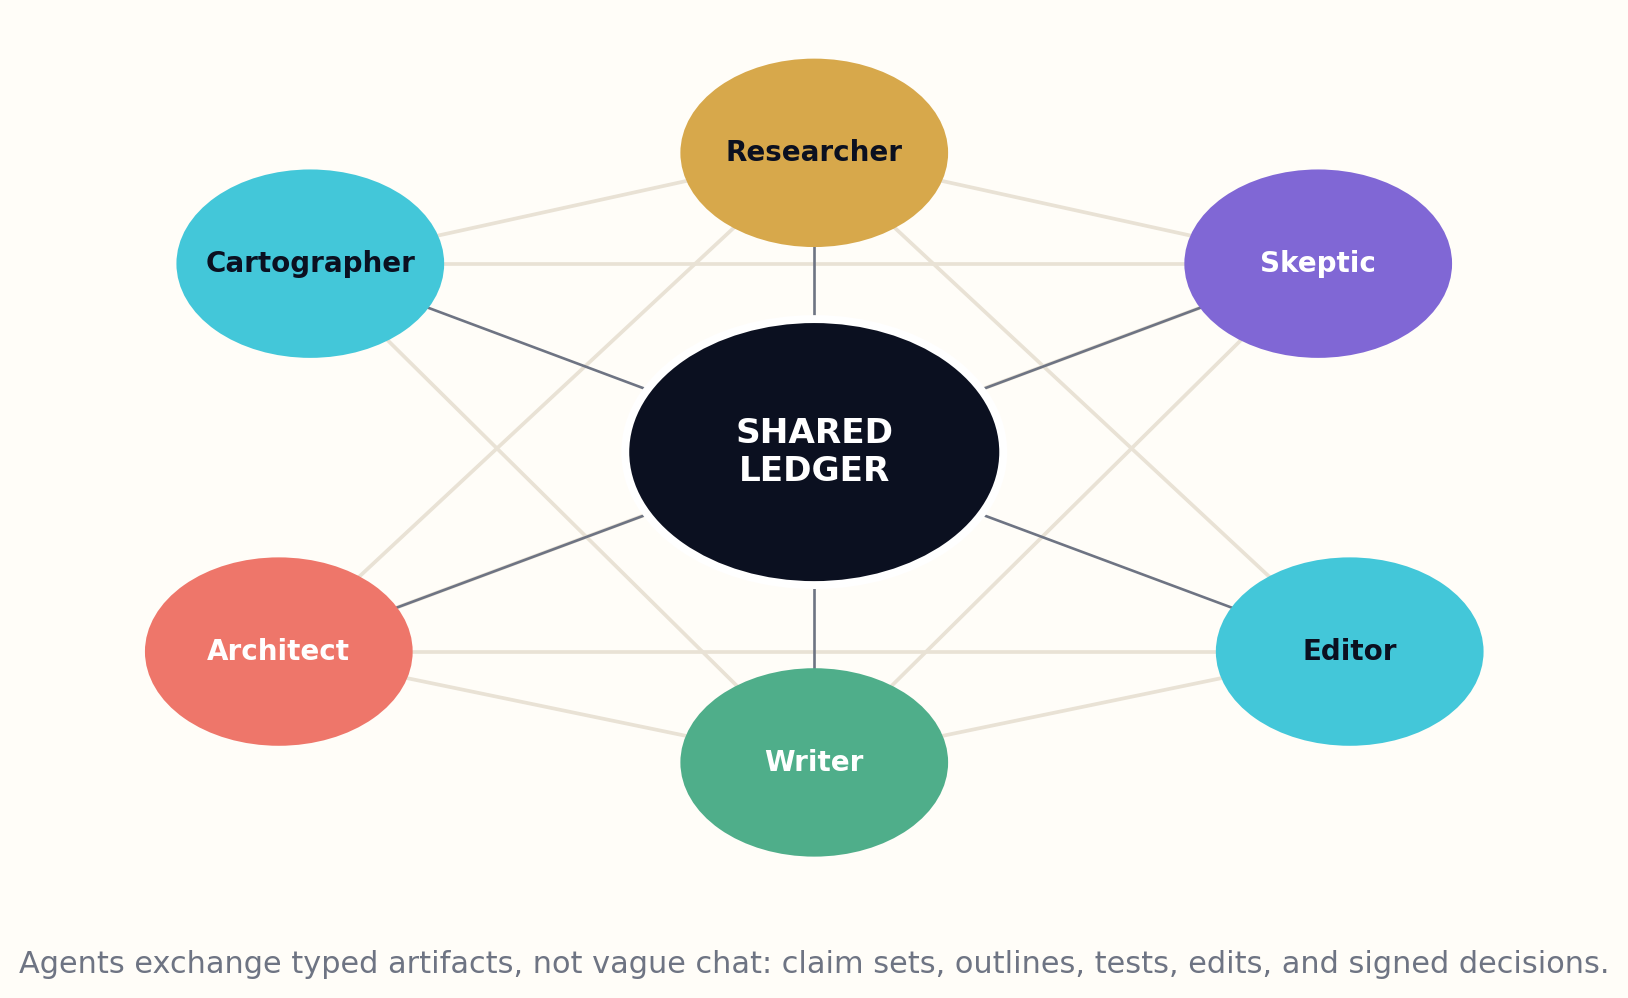 Researcher
Cartographer
Skeptic
SHARED
LEDGER
Architect
Editor
Writer
Agents exchange typed artifacts, not vague chat: claim sets, outlines, tests, edits, and signed decisions.